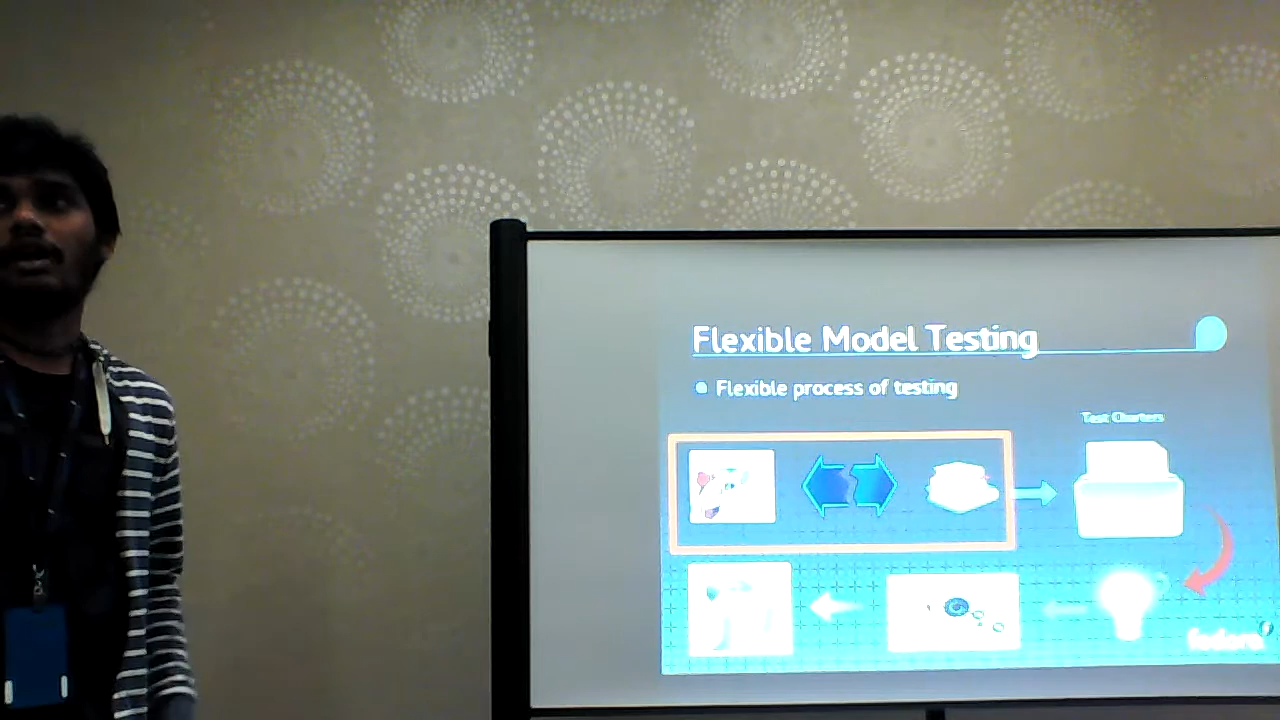 Flexible Model Testing
Flexible process of testing
Test Charters
fedora